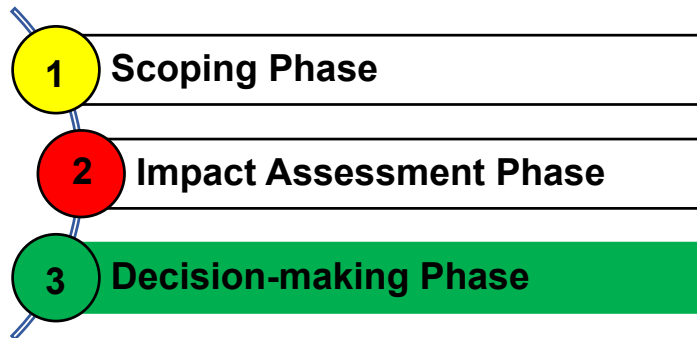 1 Scoping Phase
2 Impact Assessment Phase
3 Decision-making Phase